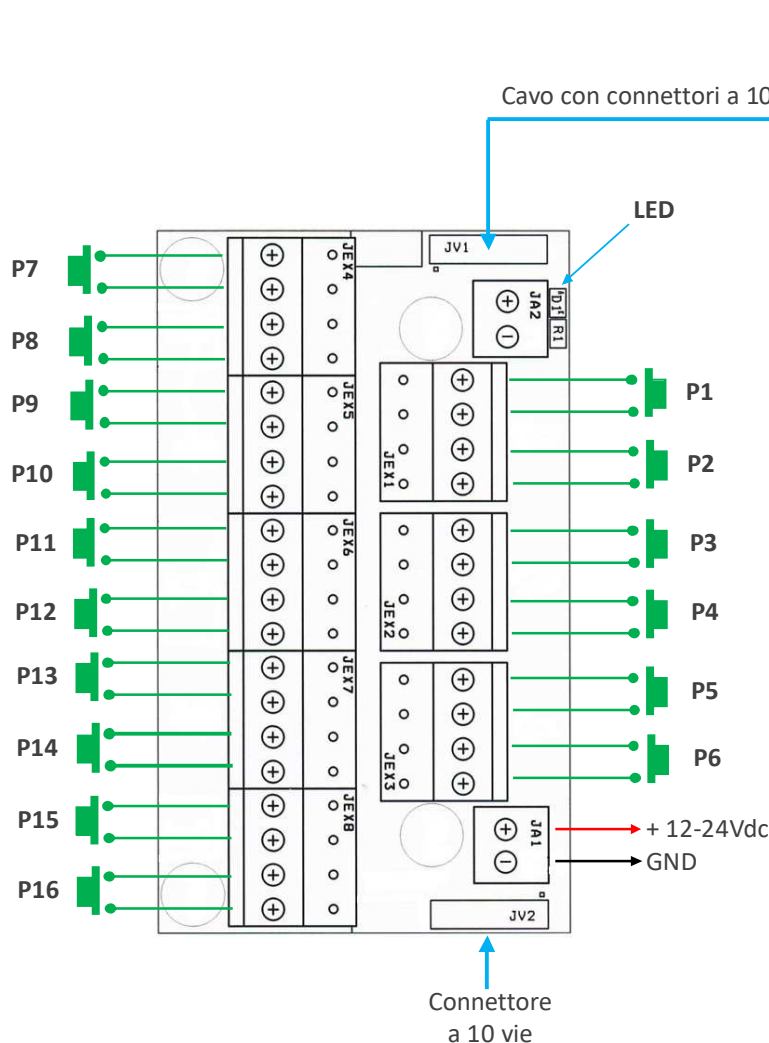 Cavo con connettori a 10
LED
JV1
P7
JEX4
JA2
D1
R1
P8
P1
P9
JEX5
P10
JEX1
P2
P11
JEX6
P3
P12
JEX2
P4
P13
JEX7
P5
P14
JEX3
P6
P15
JEX8
JA1
+ 12-24Vdc
GND
P16
JV2
Connettore
a 10 vie